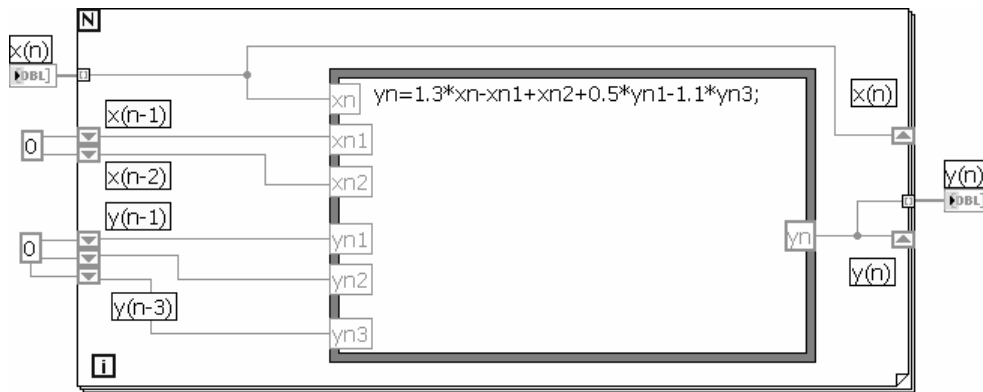 N
x(n)
DBL]
yn=1.3*xn-xn1+xn2+0.5*yn1-1.1*yn3;
xn
x(n)
x(n-1)
xn1
0
x(n-2)
xn2
y(n)
[DBL]
y(n-1)
yn1
yn
0
yn2
y(n)
y(n-3)
yn3
i